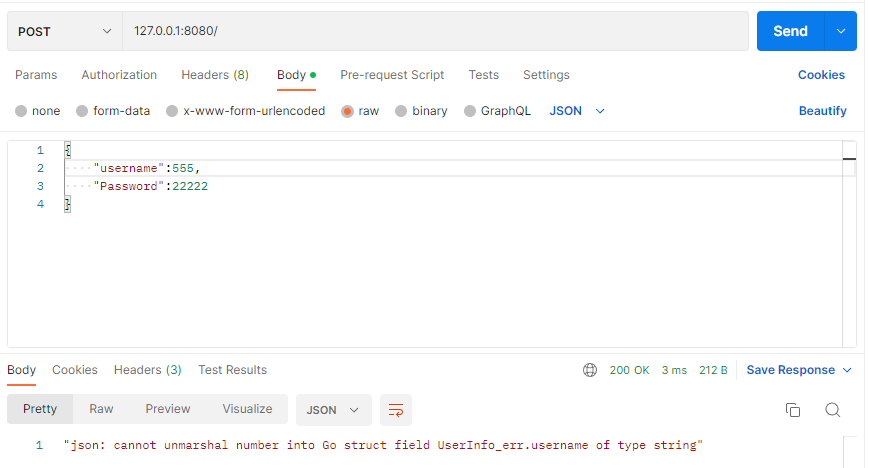 POST 127.0.0.1:8080/ Send
Params Authorization Headers (8) Body Pre-request Script Tests Settings Cookies
none form-data x-www-form-urlencoded raw binary GraphQL JSON Beautify
1 {
2 "username":555,
3 "Password":22222
4 }
Body Cookies Headers (3) Test Results 200 OK 3 ms 212 B Save Response
Pretty Raw Preview Visualize JSON
1 "json: cannot unmarshal number into Go struct field UserInfo_err.username of type string"